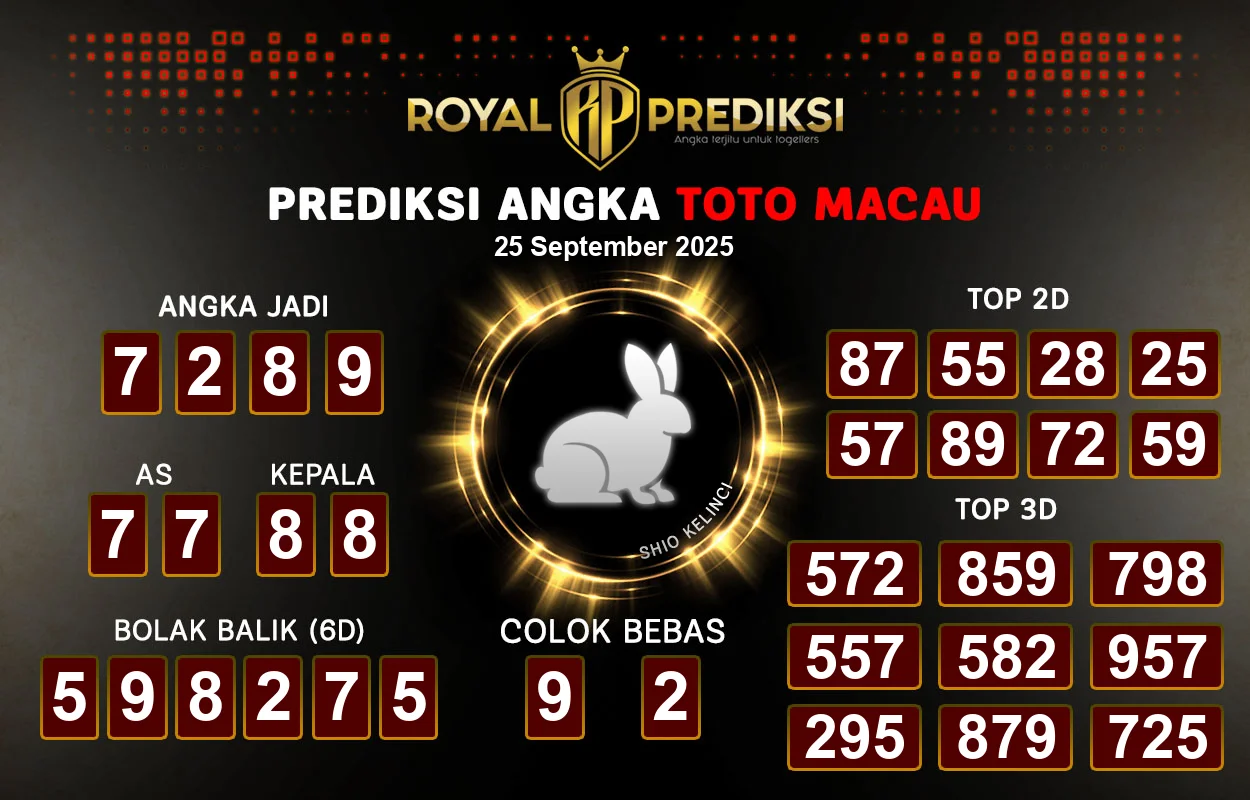 ROYAL RP PREDIKSI
Angka terjitu untuk togellers
PREDIKSI ANGKA TOTO MACAU
25 September 2025
ANGKA JADI
7 2 8 9
AS KEPALA
7 7 8 8
BOLAK BALIK (6D)
5 9 8 2 7 5
SHIO KELINCI
COLOK BEBAS
9 2
TOP 2D
87 55 28 25
57 89 72 59
TOP 3D
572 859 798
557 582 957
295 879 725